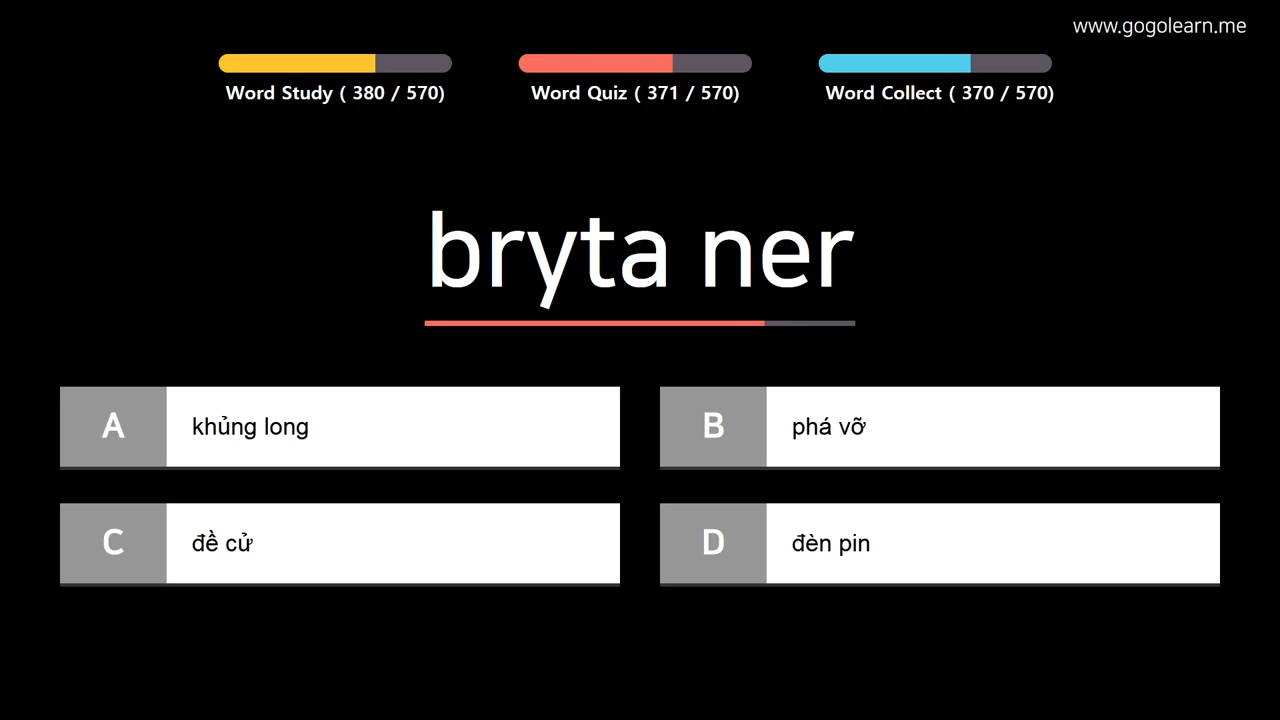 www.gogolearn.me
Word Study ( 380 / 570)
Word Quiz ( 371 / 570)
Word Collect ( 370 / 570)
bryta ner
A
khủng long
B
phá vỡ
C
đề cử
D
đèn pin